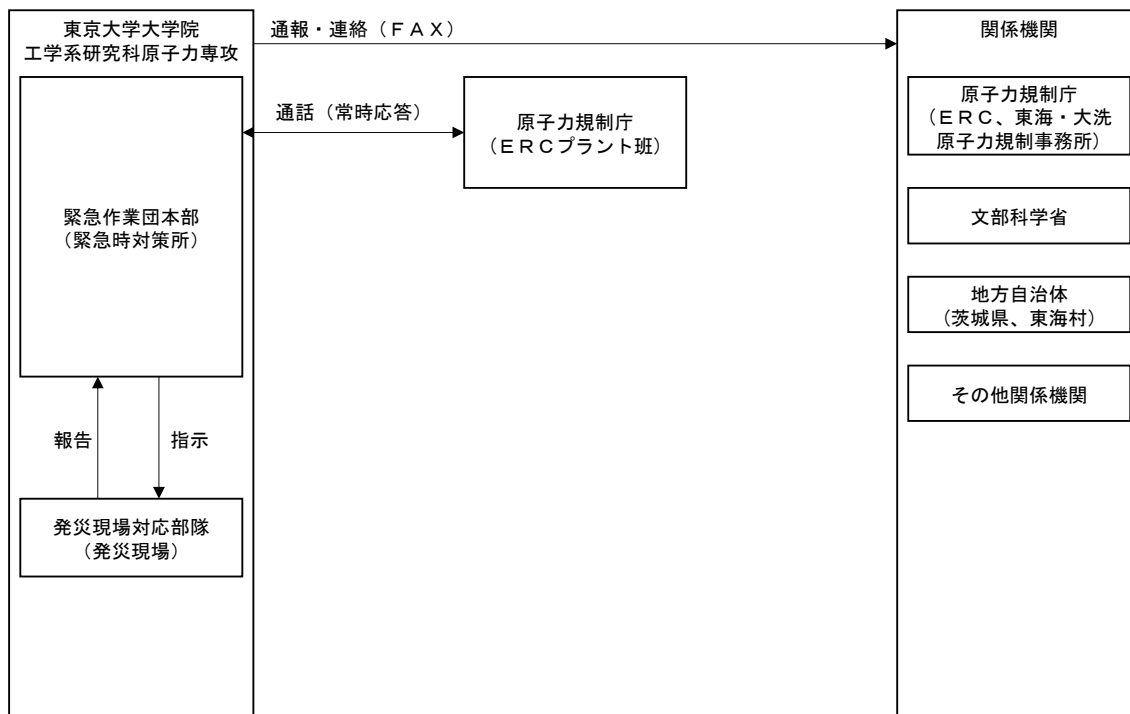 東京大学大学院
工学系研究科原子力専攻
通報・連絡（ＦＡＸ）
関係機関
通話（常時応答）
原子力規制庁
（ＥＲＣプラント班）
原子力規制庁
（ＥＲＣ、東海・大洗
原子力規制事務所）
緊急作業団本部
（緊急時対策所）
文部科学省
地方自治体
（茨城県、東海村）
その他関係機関
報告
指示
発災現場対応部隊
（発災現場）